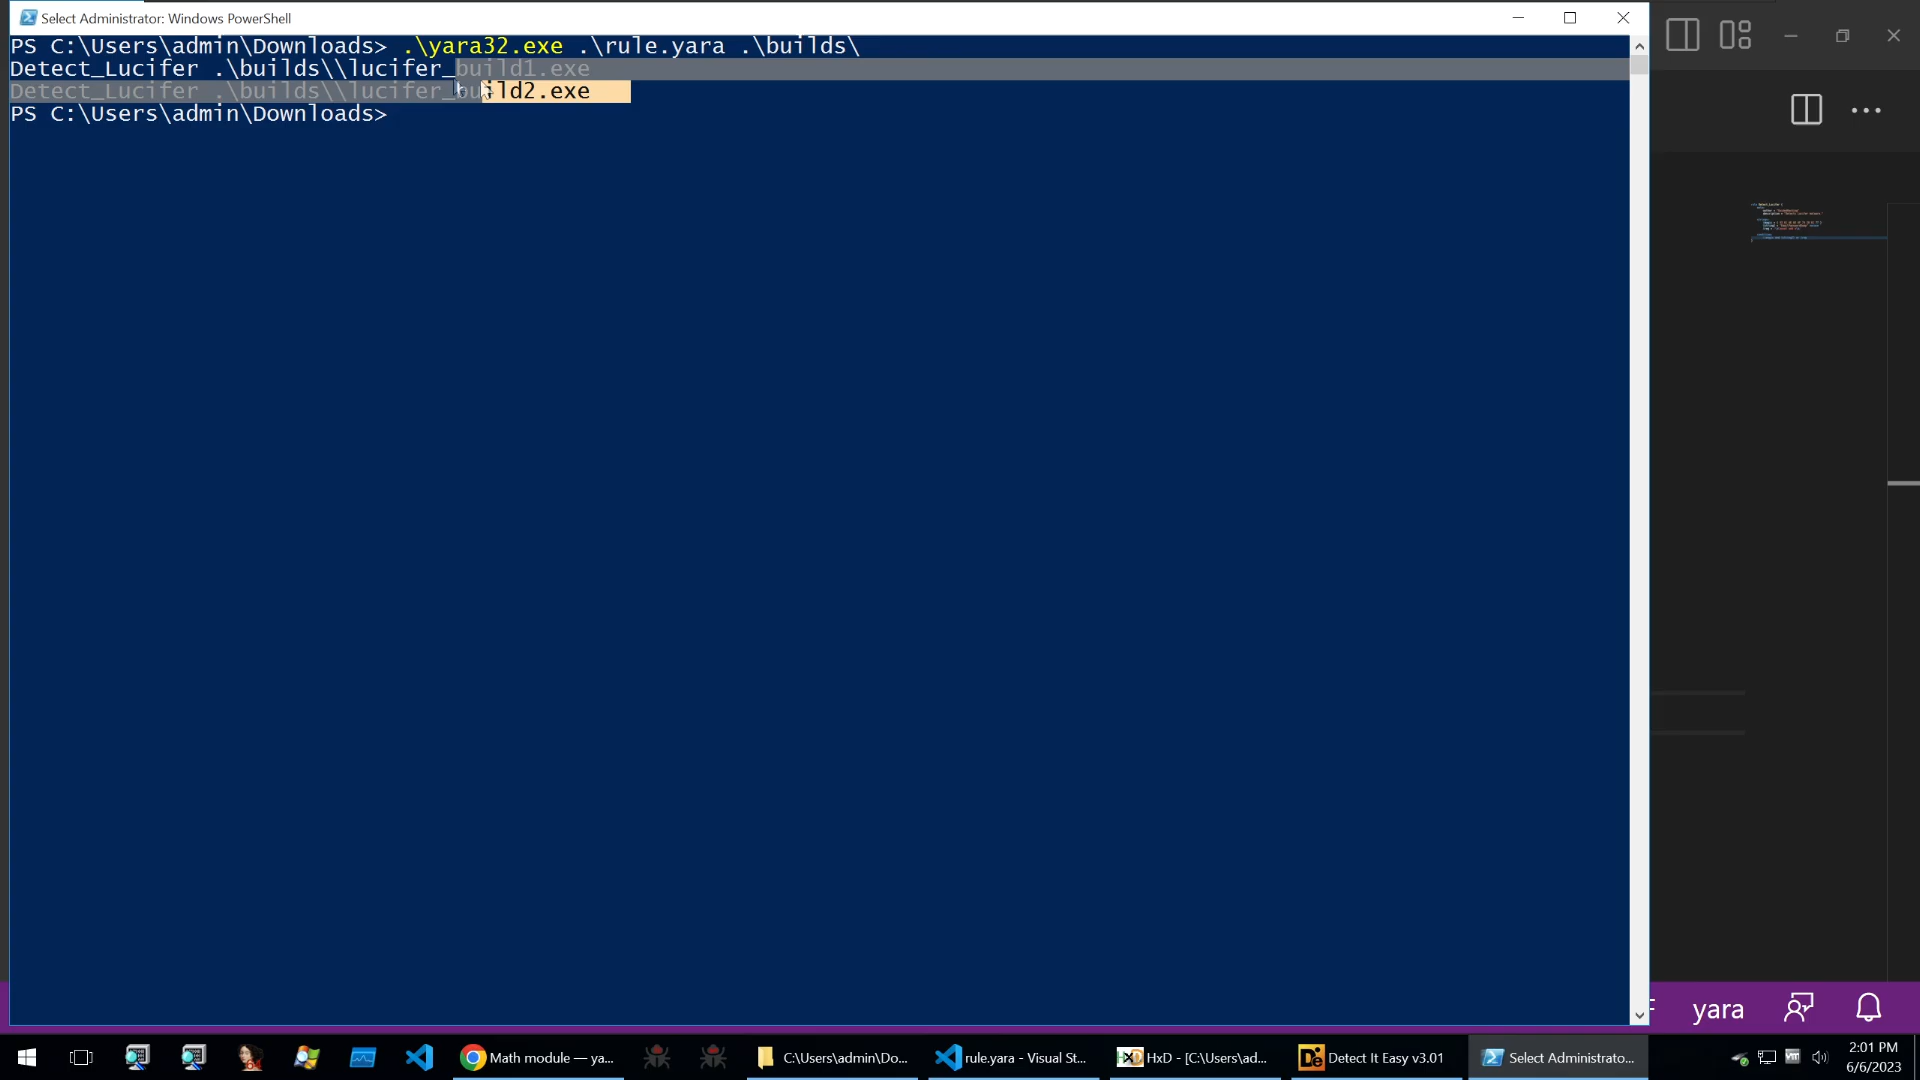 Select Administrator: Windows PowerShell
PS C:\Users\admin\Downloads> .\yara32.exe .\rule.yara .\builds\
Detect_Lucifer .\builds\\lucifer_build1.exe
Detect_Lucifer .\builds\\lucifer_build2.exe
PS C:\Users\admin\Downloads>
yara
Math module — ya...
C:\Users\admin\Do...
rule.yara - Visual St...
HxD - [C:\Users\ad...
Detect It Easy v3.01
Select Administrato...
2:01 PM
6/6/2023